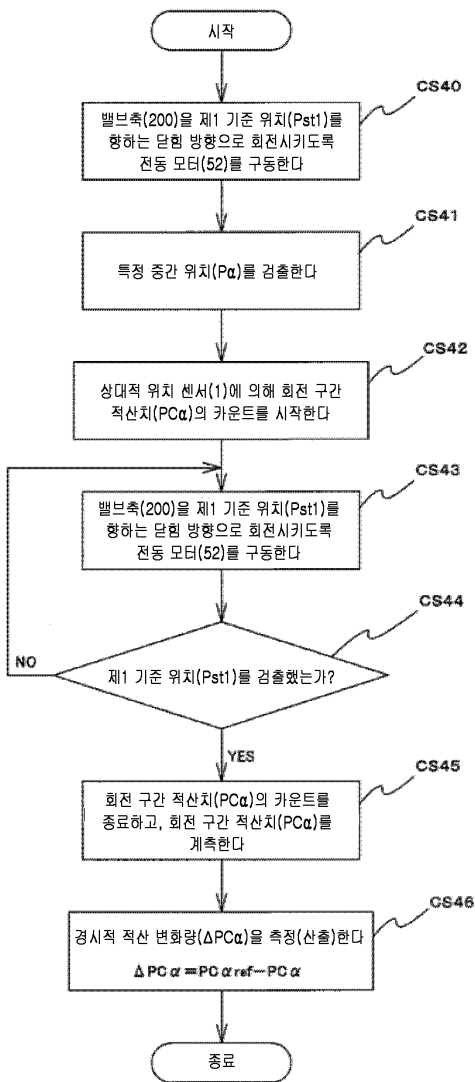 시작
CS40
밸브축(200)을 제1 기준 위치(Pst1)를
향하는 닫힘 방향으로 회전시키도록
전동 모터(52)를 구동한다
CS41
특정 중간 위치(Pα)를 검출한다
CS42
상대적 위치 센서(1)에 의해 회전 구간
적산치(PCα)의 카운트를 시작한다
CS43
밸브축(200)을 제1 기준 위치(Pst1)를
향하는 닫힘 방향으로 회전시키도록
전동 모터(52)를 구동한다
CS44
NO
제1 기준 위치(Pst1)를 검출했는가?
YES
CS45
회전 구간 적산치(PCα)의 카운트를
종료하고, 회전 구간 적산치(PCα)를
계측한다
CS46
경시적 적산 변화량(ΔPCα)을 측정(산출)한다
ΔPCα=PCαref-PCα
종료